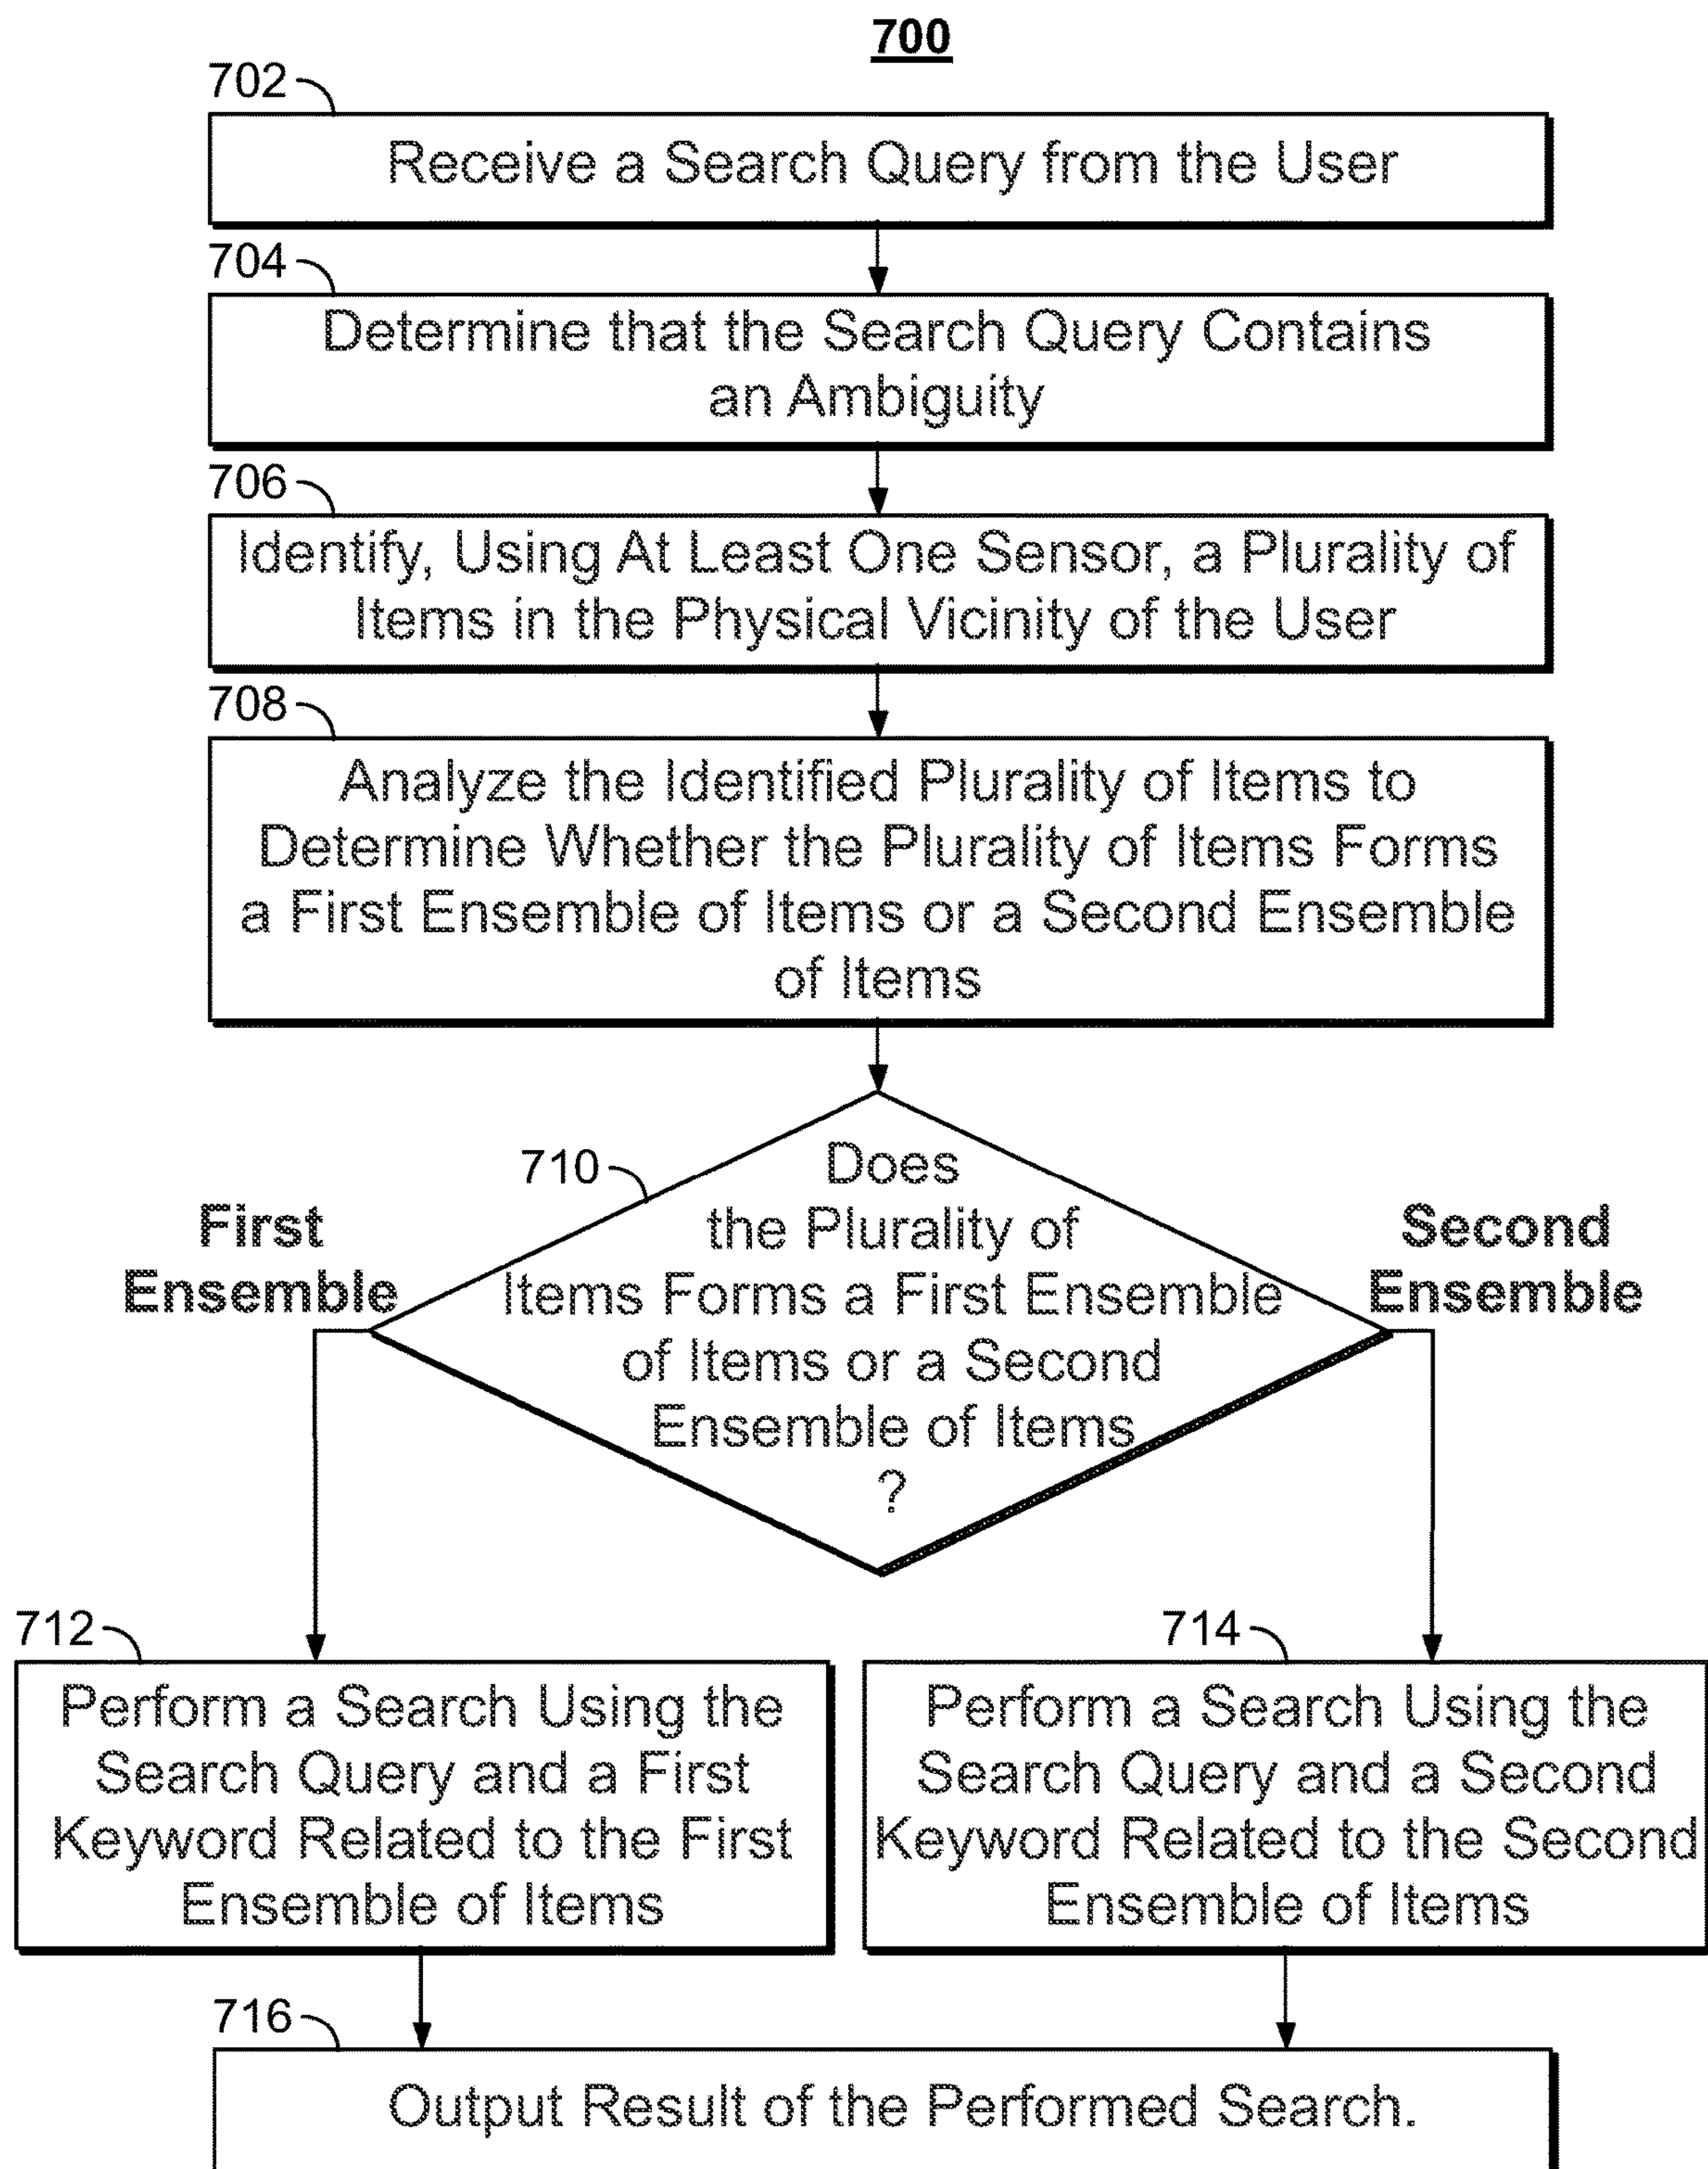 700
702
Receive a Search Query from the User
704
Determine that the Search Query Contains
an Ambiguity
706
Identify, Using At Least One Sensor, a Plurality of
Items in the Physical Vicinity of the User
708
Analyze the Identified Plurality of Items to
Determine Whether the Plurality of Items Forms
a First Ensemble of Items or a Second Ensemble
of Items
710
Does
the Plurality of
Items Forms a First Ensemble
of Items or a Second
Ensemble of Items
?
First
Ensemble
Second
Ensemble
712
Perform a Search Using the
Search Query and a First
Keyword Related to the First
Ensemble of Items
714
Perform a Search Using the
Search Query and a Second
Keyword Related to the Second
Ensemble of Items
716
Output Result of the Performed Search.